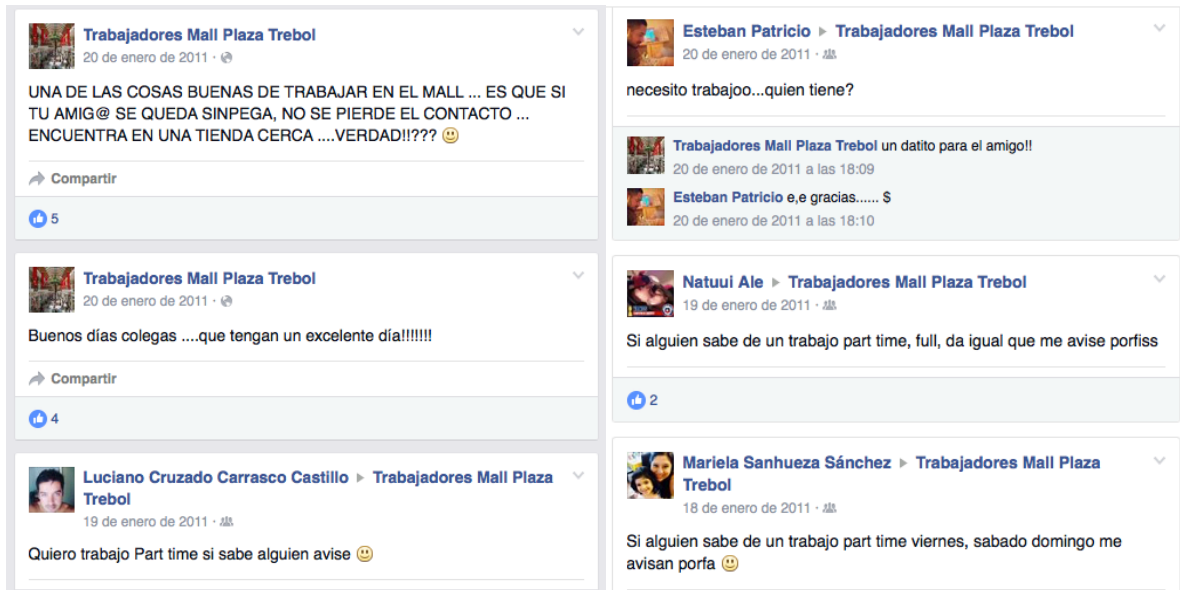 Trabajadores Mall Plaza Trebol
20 de enero de 2011 ·
UNA DE LAS COSAS BUENAS DE TRABAJAR EN EL MALL ... ES QUE SI
TU AMIG@ SE QUEDA SINPEGA, NO SE PIERDE EL CONTACTO ...
ENCUENTRA EN UNA TIENDA CERCA ....VERDAD!!??? 🙂
Compartir
5
Trabajadores Mall Plaza Trebol
20 de enero de 2011 ·
Buenos días colegas ....que tengan un excelente día!!!!!!!
Compartir
4
Luciano Cruzado Carrasco Castillo ▸ Trabajadores Mall Plaza
Trebol
19 de enero de 2011 ·
Quiero trabajo Part time si sabe alguien avise 🙂
Esteban Patricio ▸ Trabajadores Mall Plaza Trebol
20 de enero de 2011 ·
necesito trabajoo...quien tiene?
Trabajadores Mall Plaza Trebol un datito para el amigo!!
20 de enero de 2011 a las 18:09
Esteban Patricio e,e gracias...... $
20 de enero de 2011 a las 18:10
Natuui Ale ▸ Trabajadores Mall Plaza Trebol
19 de enero de 2011 ·
Si alguien sabe de un trabajo part time, full, da igual que me avise porfiss
2
Mariela Sanhueza Sánchez ▸ Trabajadores Mall Plaza
Trebol
18 de enero de 2011 ·
Si alguien sabe de un trabajo part time viernes, sabado domingo me
avisan porfa 🙂